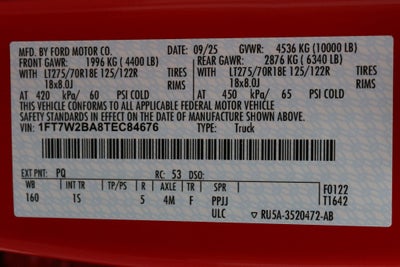 MFD. BY FORD MOTOR CO. DATE: 09/25 GVWR: 4536 KG (10000 LB)
FRONT GAWR: 1996 KG (4400 LB) REAR GAWR: 2876 KG (6340 LB)
WITH LT275/70R18E 125/122R TIRES WITH LT275/70R18E 125/122R TIRES
18x8.0J RIMS 18x8.0J RIMS
AT 420 kPa/ 60 PSI COLD AT 450 kPa/ 65 PSI COLD
THIS VEHICLE CONFORMS TO ALL APPLICABLE FEDERAL MOTOR VEHICLE
SAFETY STANDARDS IN EFFECT ON THE DATE OF MANUFACTURE SHOWN ABOVE.
VIN: 1FT7W2BA8TEC84676 TYPE: Truck
EXT PNT: PQ RC: 53 DSO:
WB INT TR TP/PS R AXLE TR SPR F0122
160 1S 5 4M F PPJJ T1642
ULC RU5A-3520472-AB